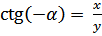 ctg(−α) = x/y